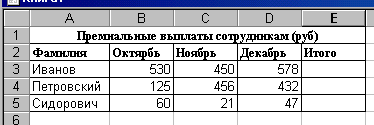 A B C D E
1 Премиальные выплаты сотрудникам (руб)
2 Фамилия Октярбь Ноябрь Декабрь Итого
3 Иванов 530 450 578
4 Петровский 125 456 432
5 Сидорович 60 21 47
6